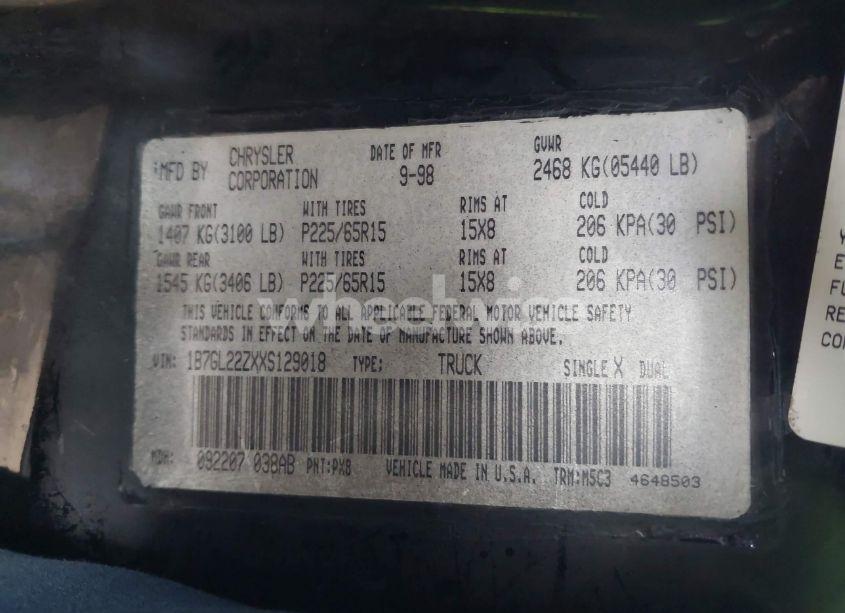 MFD BY CHRYSLER CORPORATION DATE OF MFR 9-98 GVWR 2468 KG(05440 LB)
GAWR FRONT WITH TIRES RIMS AT COLD
1407 KG(3100 LB) P225/65R15 15X8 206 KPA(30 PSI)
GAWR REAR WITH TIRES RIMS AT COLD
1545 KG(3406 LB) P225/65R15 15X8 206 KPA(30 PSI)
THIS VEHICLE CONFORMS TO ALL APPLICABLE FEDERAL MOTOR VEHICLE SAFETY
STANDARDS IN EFFECT ON THE DATE OF MANUFACTURE SHOWN ABOVE.
VIN: 1B7GL22ZXXS129018 TYPE: TRUCK SINGLE X DUAL
MDH: 092207 038AB PNT:PX8 VEHICLE MADE IN U.S.A. TRM:M5C3 4648503